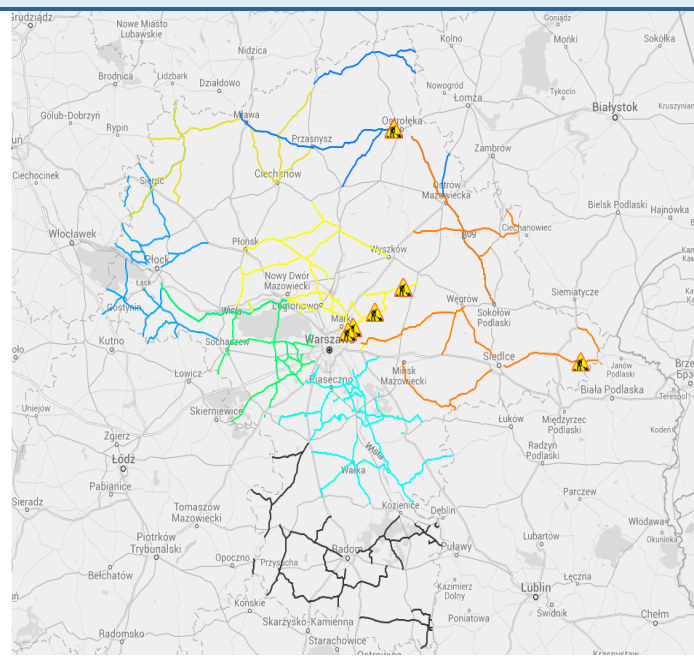 Grudziądz
Nowe Miasto
Lubawskie
Nidzica
Kolno
Goniądz
Mońki
Sokółka
Brodnica
Lidzbark
Działdowo
Nowogród
Łomża
Tykocin
Białystok
Golub-Dobrzyń
Rypin
Mława
Przasnysz
Ostrołęka
Zambrów
Ciechocinek
Sierpc
Ciechanów
Ostrów
Mazowiecka
Ciechanowiec
Bielsk Podlaski
Hajnówka
Włocławek
Płock
Płońsk
Wyszków
Łąck
Nowy Dwór
Mazowiecki
Legionowo
Węgrów
Siemiatycze
Gostynin
Wisła
Sokołów
Podlaski
Kutno
Sochaczew
Warszawa
Siedlce
Janów
Podlaski
Łowicz
Piaseczno
Mińsk
Mazowiecki
Biała Podlaska
Terespol
Uniejów
Skierniewice
Łuków
Międzyrzec
Podlaski
Kodeń
Zgierz
Łódź
Wisła
Radzyń
Podlaski
Pabianice
Warka
Parczew
Sieradz
Tomaszów
Mazowiecki
Kozienice
Dęblin
Włodawa
Okuninka
Piotrków
Trybunalski
Opoczno
Przysucha
Radom
Puławy
Lubartów
Bełchatów
Końskie
Kazimierz
Dolny
Lublin
Łęczna
Poniatowa
Świdnik
Chełm
Radomsko
Skarżysko-Kamienna
Starachowice